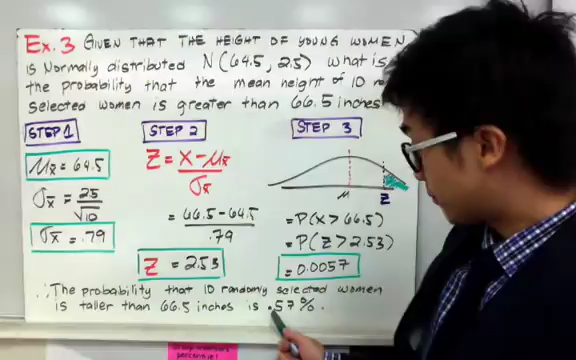 Ex. 3 GIVEN THAT THE HEIGHT OF YOUNG WOMEN
is Normally distributed N(64.5, 2.5) what is
the probability that the mean height of 10
selected women is greater than 66.5 inches
STEP 1
μx̄ = 64.5
σx̄ = 2.5/√10
σx̄ = .79
STEP 2
Z = X-μx̄/σx̄
= 66.5-64.5/.79
Z = 2.53
STEP 3
μ Z
= P(X > 66.5)
= P(Z > 2.53)
= 0.0057
∴ The probability that 10 randomly selected women
is taller than 66.5 inches is .57%.